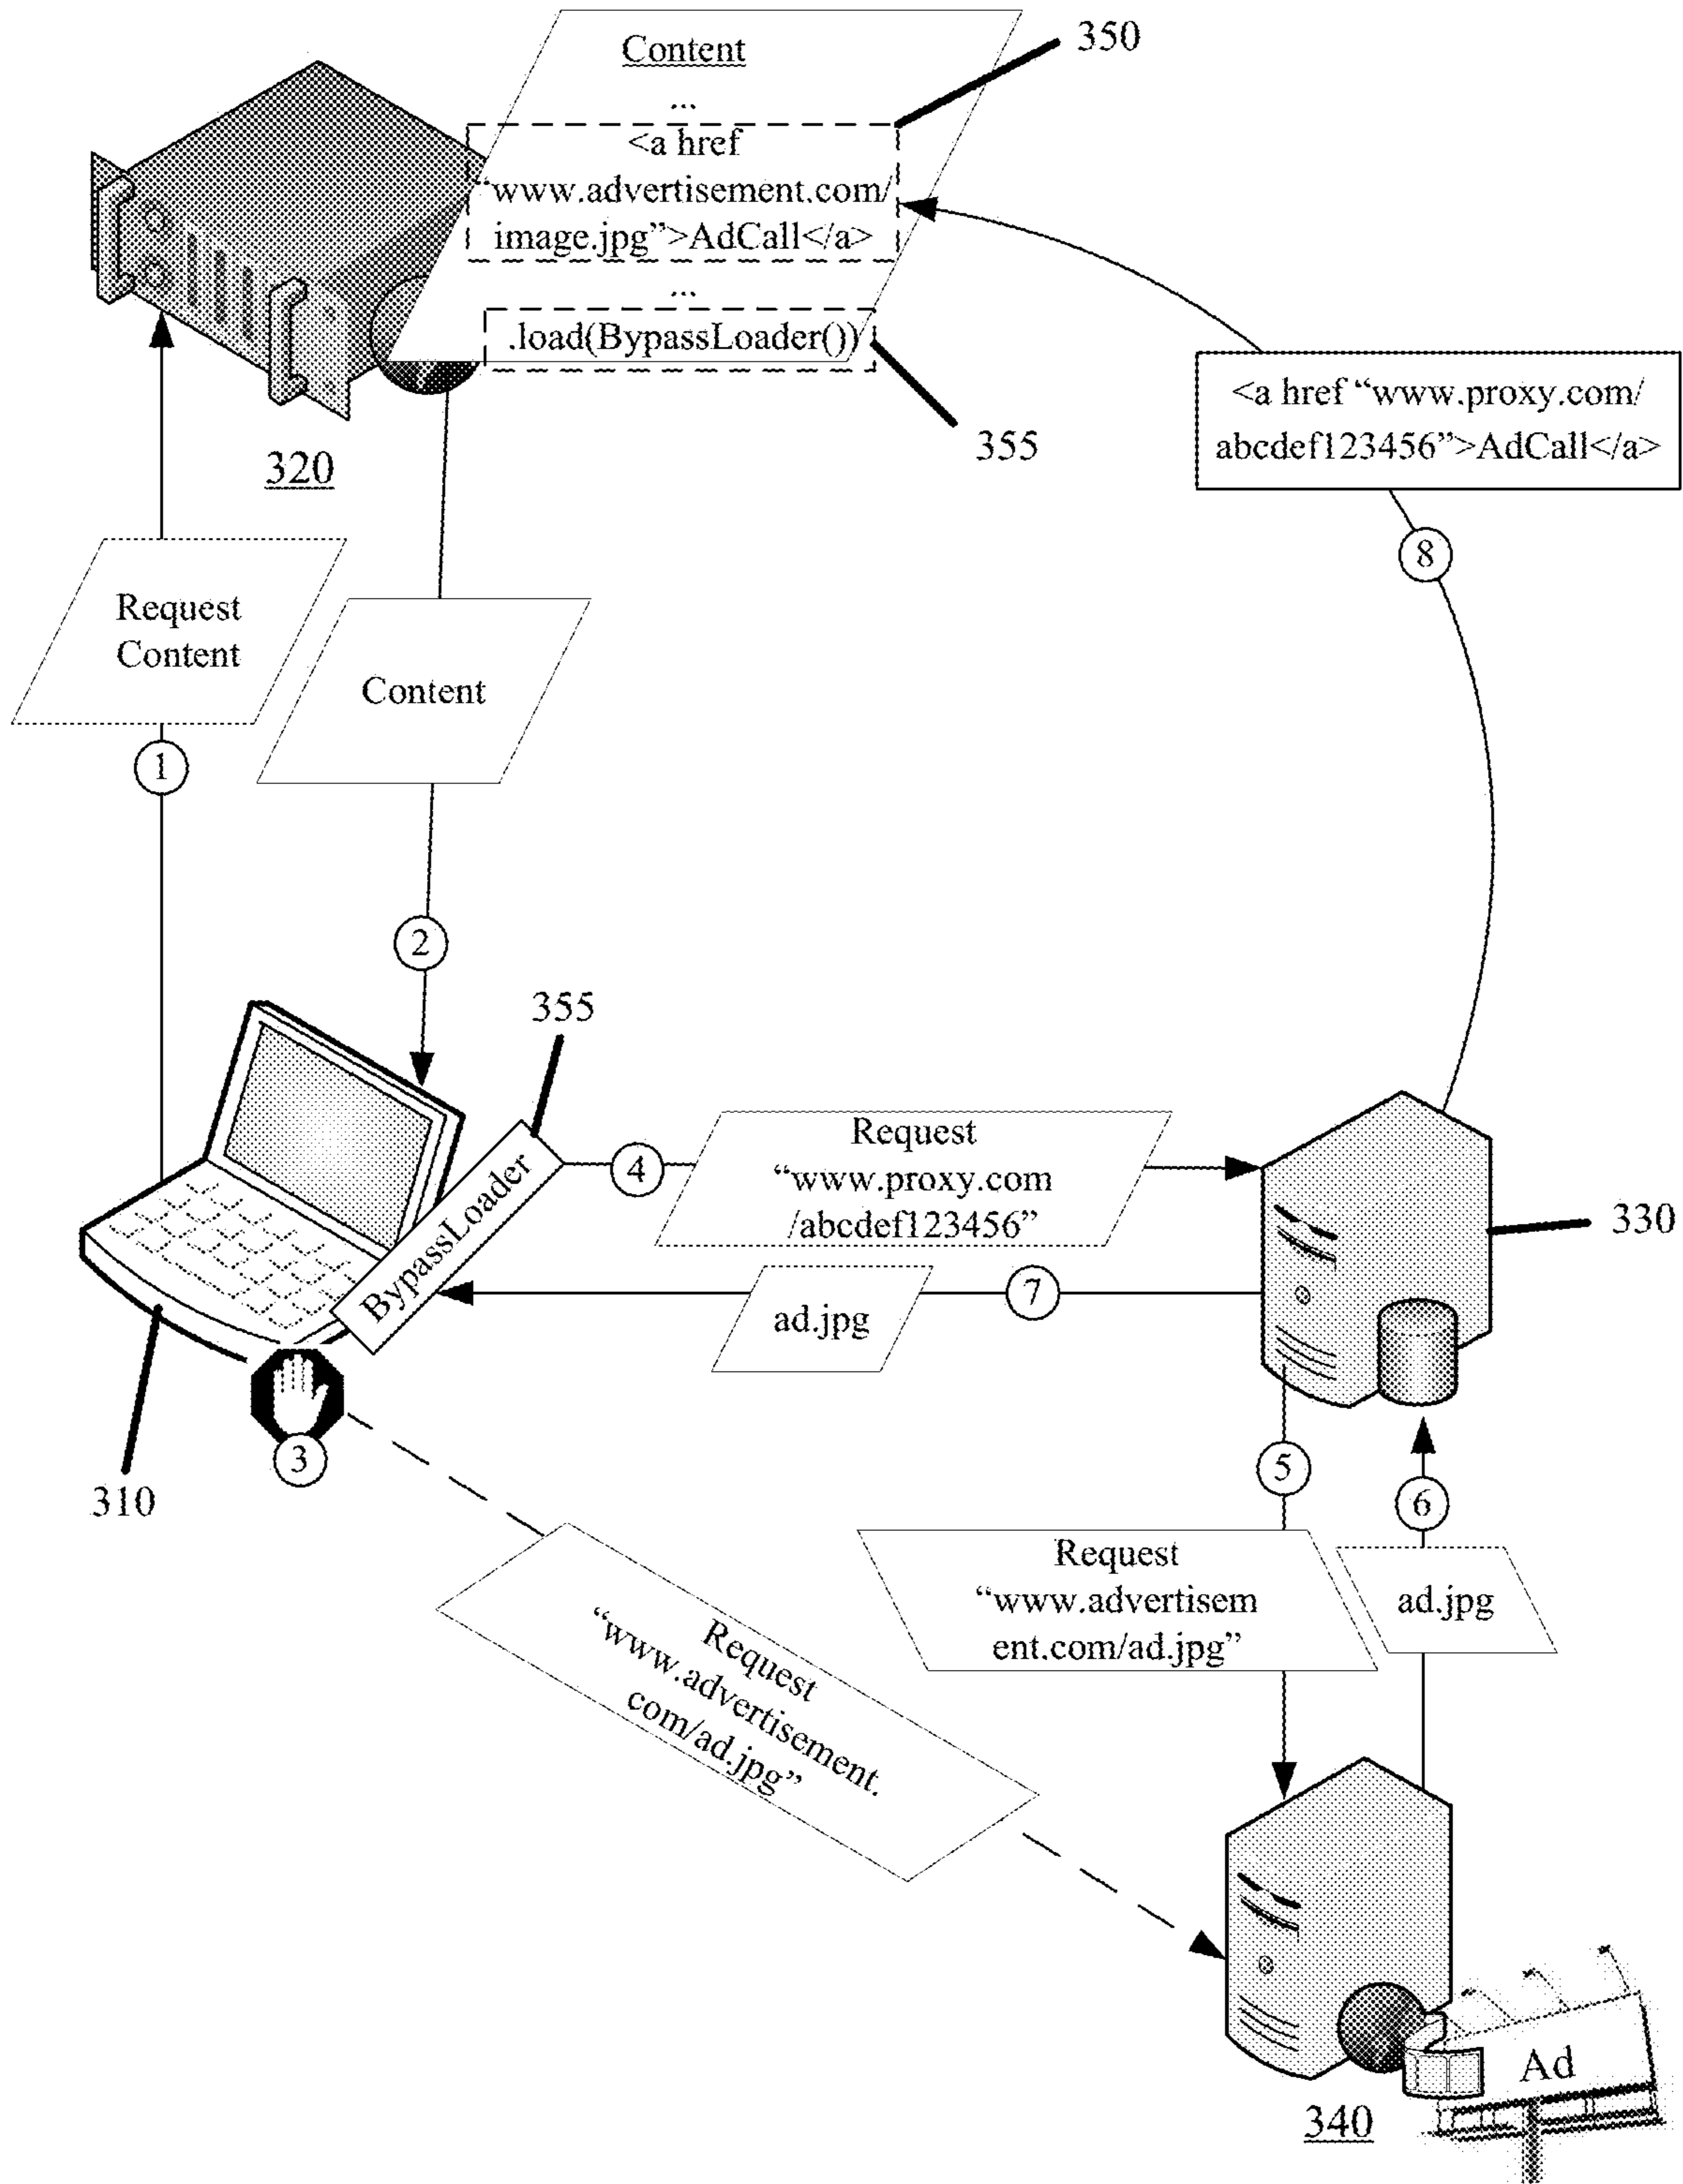 Content
...
<a href
“www.advertisement.com/
image.jpg”>AdCall</a>
...
.load(BypassLoader())
350
355
320
<a href “www.proxy.com/
abcdef123456”>AdCall</a>
8
Request
Content
1
Content
2
355
BypassLoader
4
Request
“www.proxy.com
/abcdef123456”
330
7
ad.jpg
3
310
5
6
Request
“www.advertisem
ent.com/ad.jpg”
ad.jpg
Request
“www.advertisement.
com/ad.jpg”
Ad
340